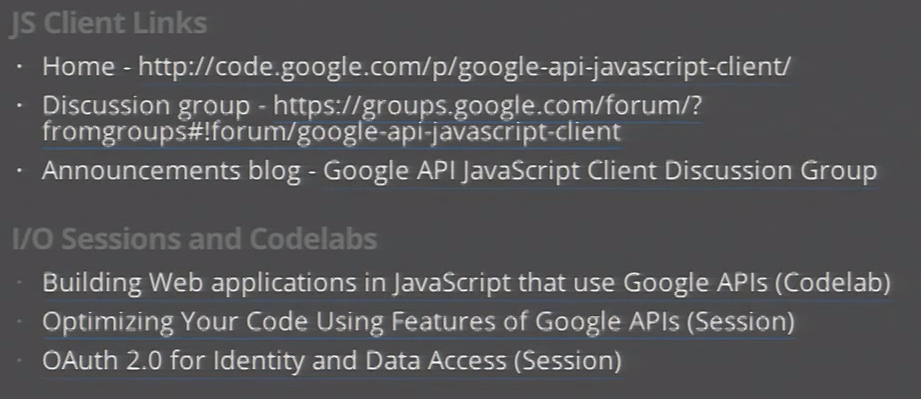 JS Client Links
· Home - http://code.google.com/p/google-api-javascript-client/
· Discussion group - https://groups.google.com/forum/?
fromgroups#!forum/google-api-javascript-client
· Announcements blog - Google API JavaScript Client Discussion Group
I/O Sessions and Codelabs
· Building Web applications in JavaScript that use Google APIs (Codelab)
· Optimizing Your Code Using Features of Google APIs (Session)
· OAuth 2.0 for Identity and Data Access (Session)